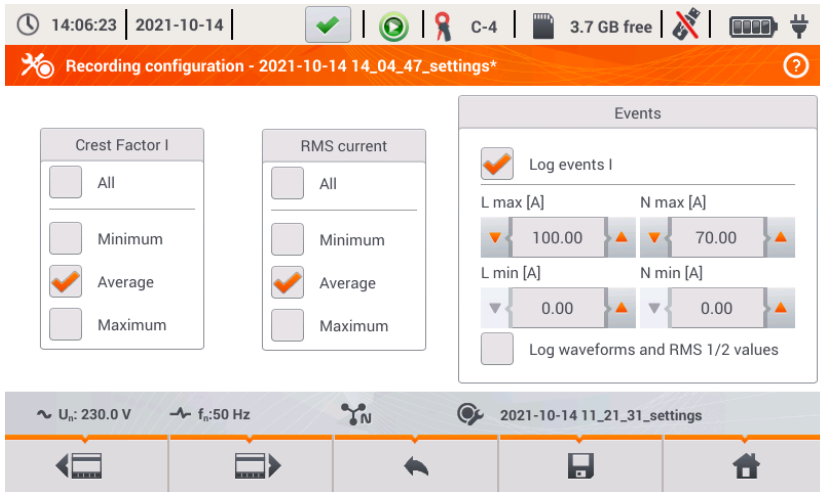 14:06:23 2021-10-14 C-4 3.7 GB free
Recording configuration - 2021-10-14 14_04_47_settings* ?
Crest Factor I
All
Minimum
Average
Maximum
RMS current
All
Minimum
Average
Maximum
Events
Log events I
L max [A] N max [A]
100.00 70.00
L min [A] N min [A]
0.00 0.00
Log waveforms and RMS 1/2 values
Un: 230.0 V fn:50 Hz N 2021-10-14 11_21_31_settings